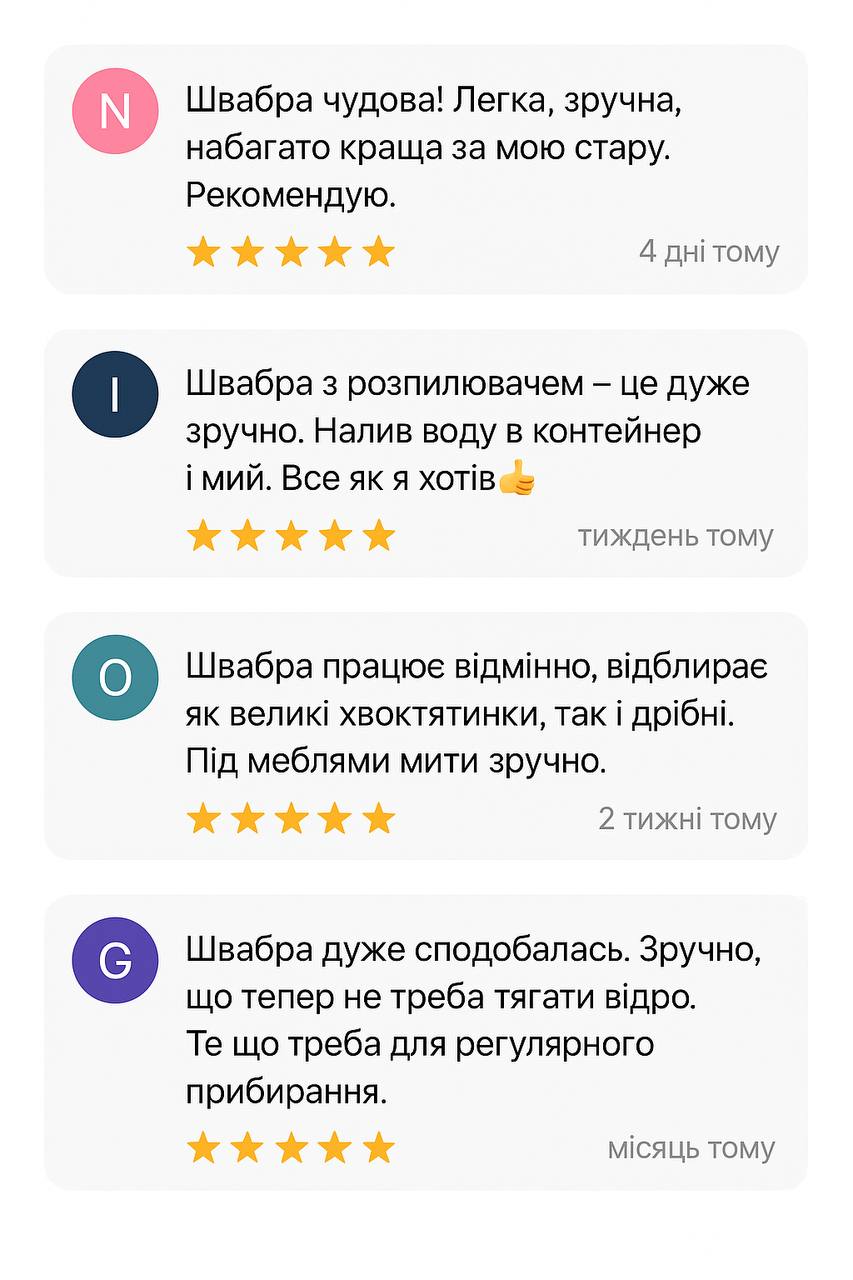 N
Швабра чудова! Легка, зручна,
набагато краща за мою стару.
Рекомендую.
4 дні тому
I
Швабра з розпилювачем – це дуже
зручно. Налив воду в контейнер
і мий. Все як я хотів👍
тиждень тому
O
Швабра працює відмінно, відблирає
як великі хвоктятинки, так і дрібні.
Під меблями мити зручно.
2 тижні тому
G
Швабра дуже сподобалась. Зручно,
що тепер не треба тягати відро.
Те що треба для регулярного
прибирання.
місяць тому